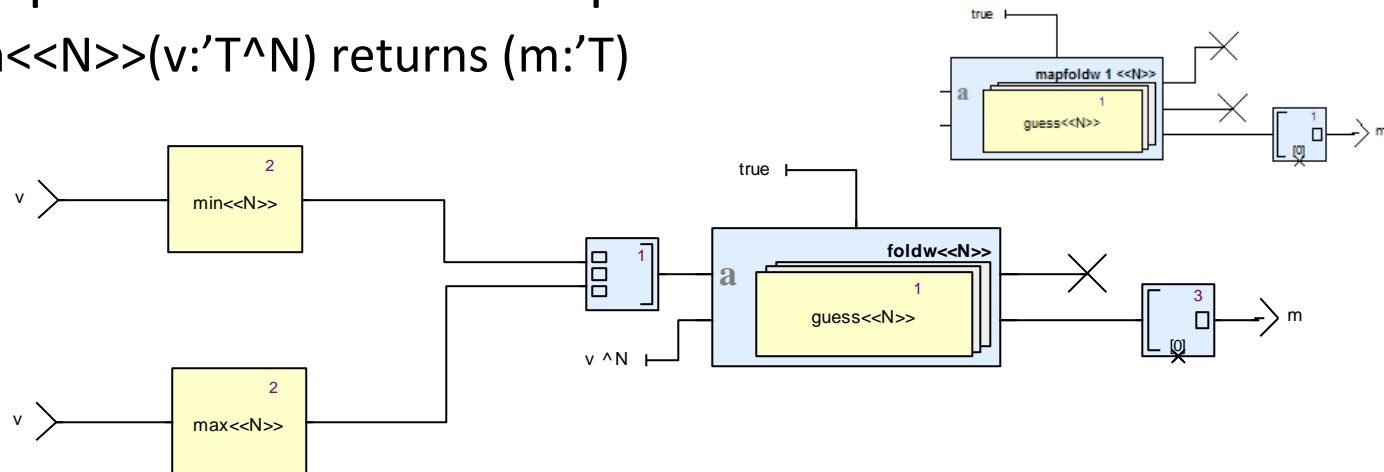 <<N>>(v:’T^N) returns (m:’T)
true
mapfoldw 1 <<N>>
a
1
guess<<N>>
1
[0]
m
v
2
min<<N>>
true
1
foldw<<N>>
a
1
guess<<N>>
3
[0]
m
v ^N
v
2
max<<N>>